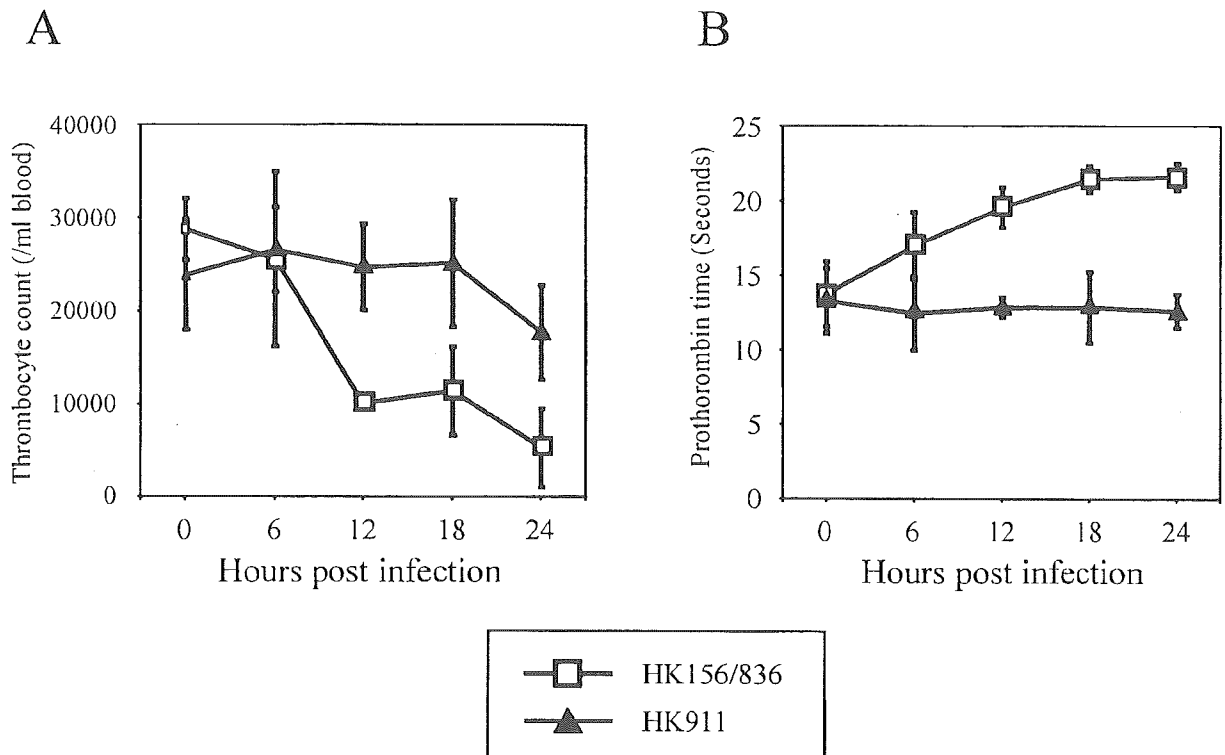 A
B
Thrombocyte count (/ml blood)
40000
30000
20000
10000
0
0 6 12 18 24
Hours post infection
Prothorombin time (Seconds)
25
20
15
10
5
0
0 6 12 18 24
Hours post infection
HK156/836
HK911